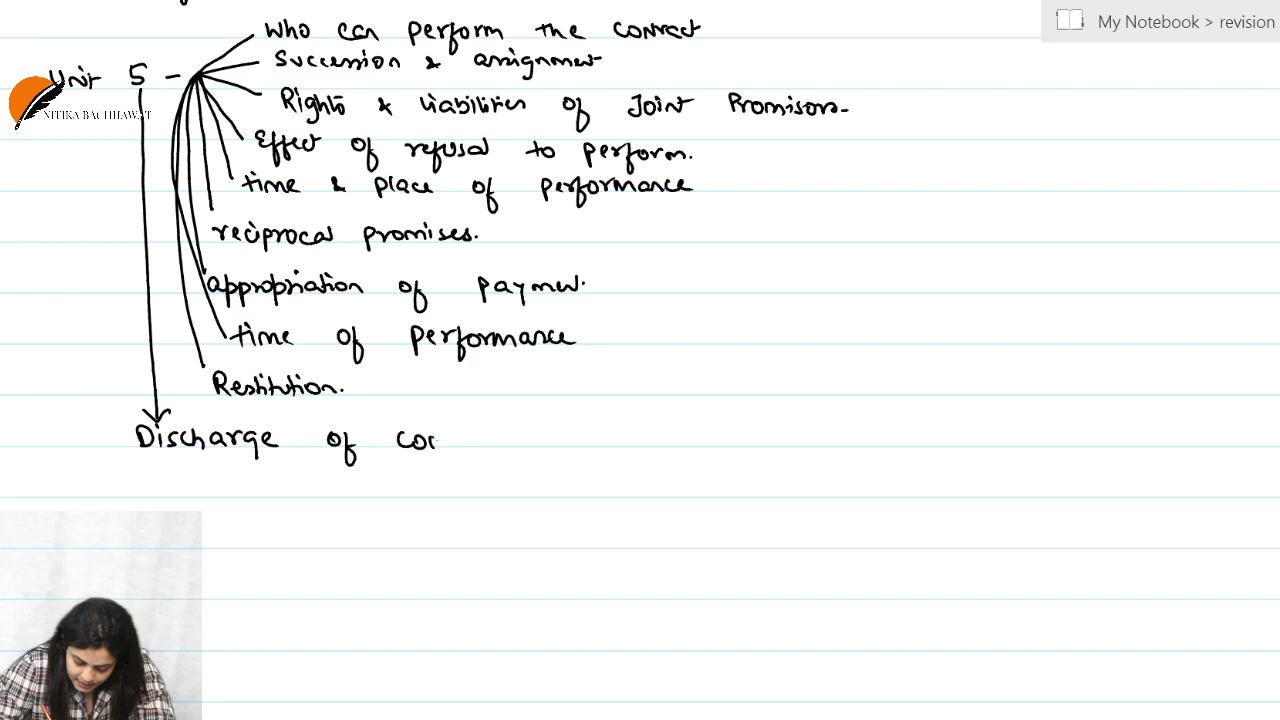 My Notebook > revision
Who can perform the contract
Unit 5 - Succession & assignment
NITIKA BACHHAWAT
Rights & liabilities of Joint Promisors.
Effect of refusal to perform.
time & place of performance
reciprocal promises.
appropriation of payment.
time of performance
Restitution.
Discharge of co